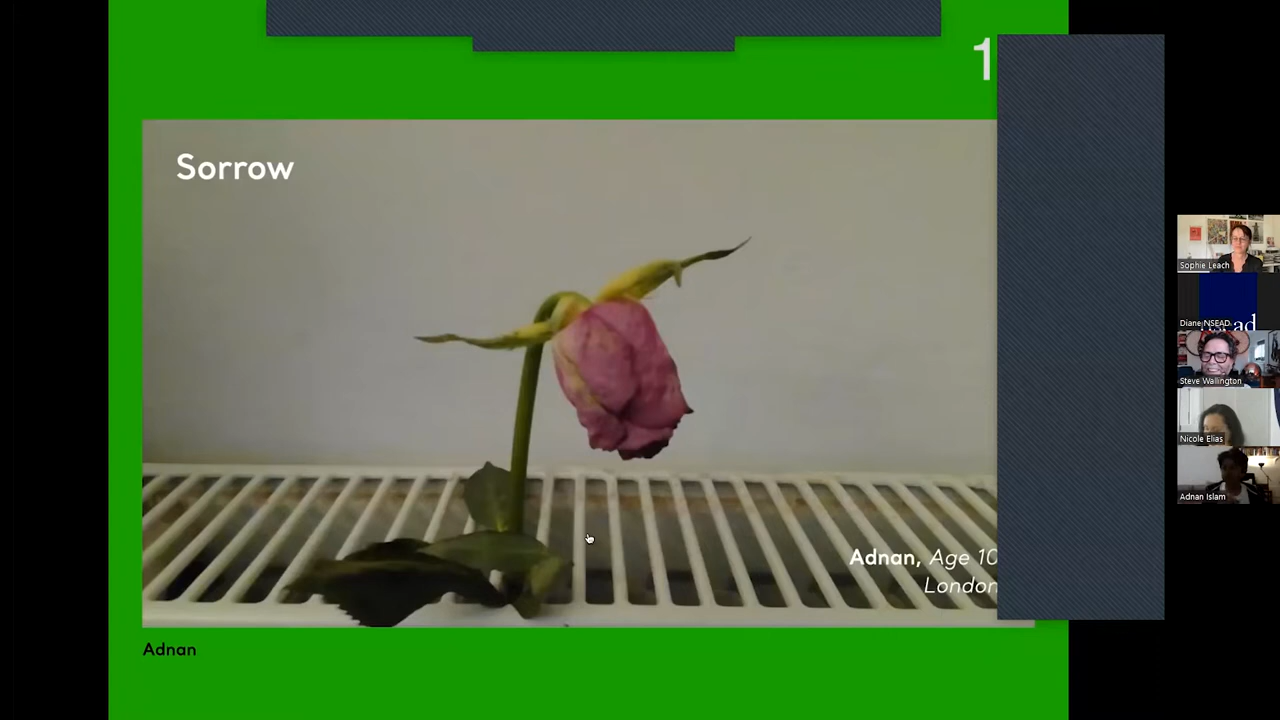 1
Sorrow
Adnan, Age 10
London
Adnan
Sophie Leach
Diane NSEAD
Steve Wallington
Nicole Elias
Adnan Islam